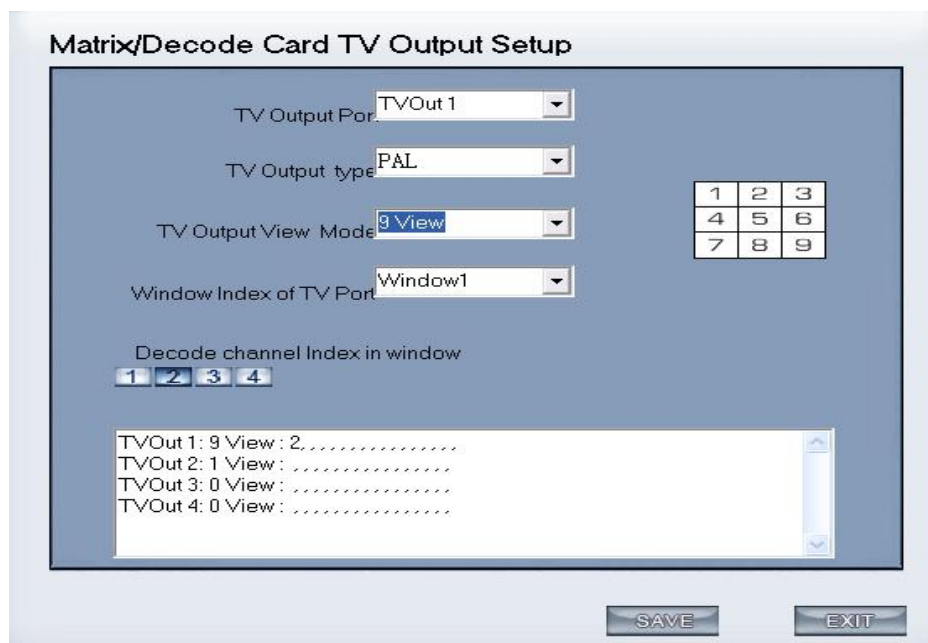 Matrix/Decode Card TV Output Setup
TV Output Por
TVOut 1
TV Output type
PAL
TV Output View Mode
9 View
1 2 3
4 5 6
7 8 9
Window Index of TV Port
Window1
Decode channel Index in window
1 2 3 4
TVOut 1: 9 View : 2, , , , , , , , , , , , , , ,
TVOut 2: 1 View : , , , , , , , , , , , , , , , ,
TVOut 3: 0 View : , , , , , , , , , , , , , , , ,
TVOut 4: 0 View : , , , , , , , , , , , , , , , ,
SAVE EXIT